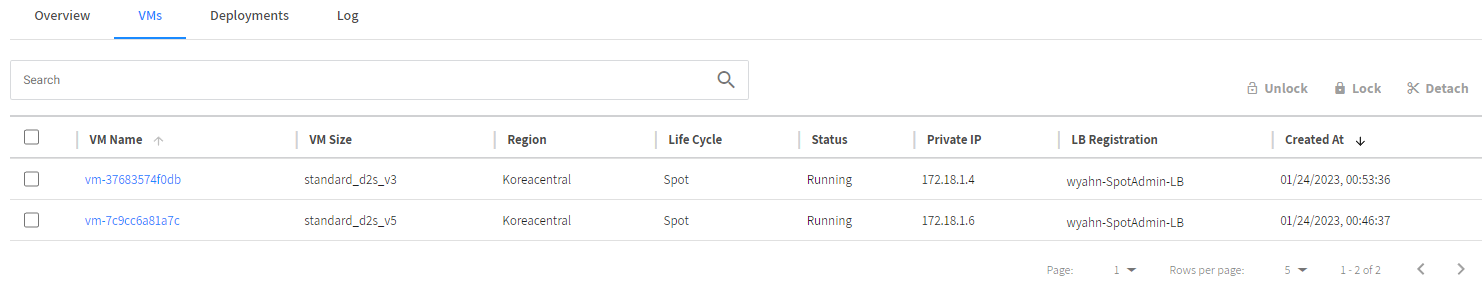 Overview VMs Deployments Log
Search
Unlock Lock Detach
VM Name VM Size Region Life Cycle Status Private IP LB Registration Created At
vm-37683574f0db standard_d2s_v3 Koreacentral Spot Running 172.18.1.4 wyahn-SpotAdmin-LB 01/24/2023, 00:53:36
vm-7c9cc6a81a7c standard_d2s_v5 Koreacentral Spot Running 172.18.1.6 wyahn-SpotAdmin-LB 01/24/2023, 00:46:37
Page: 1 Rows per page: 5 1 - 2 of 2